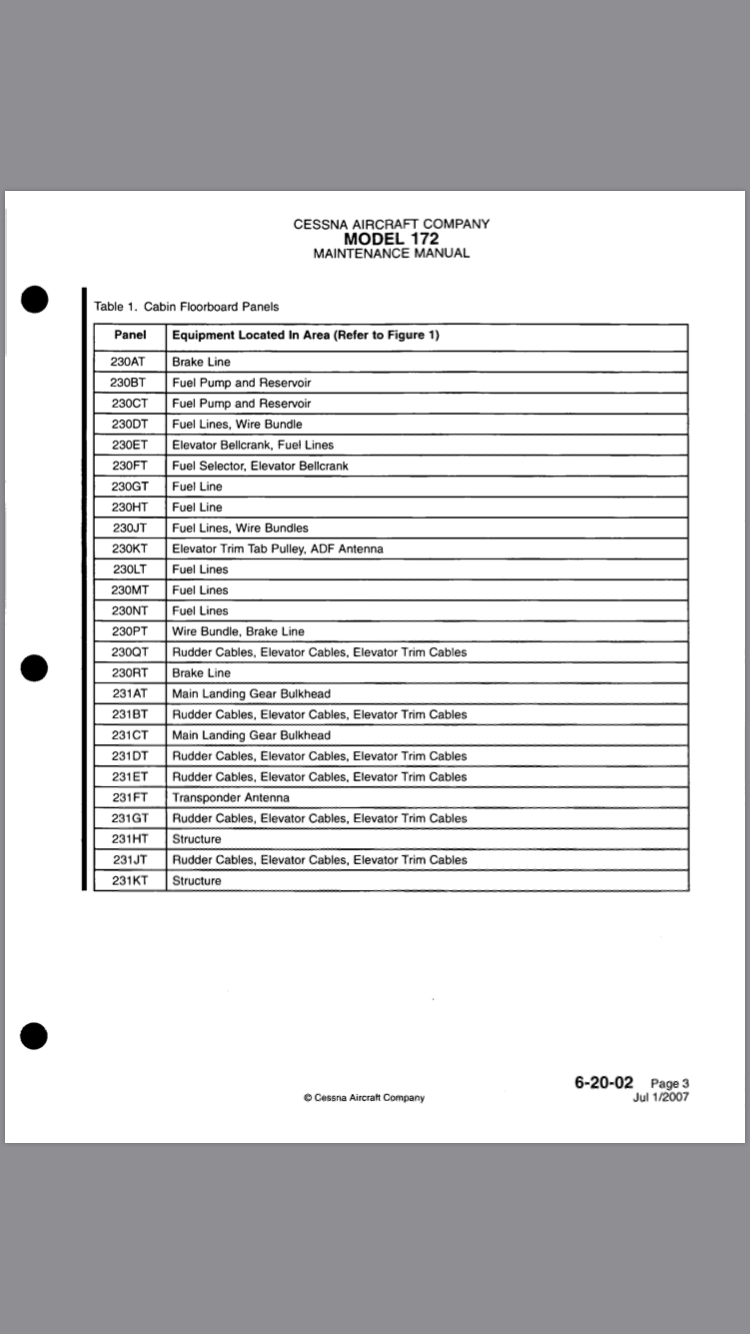 CESSNA AIRCRAFT COMPANY
MODEL 172
MAINTENANCE MANUAL
Table 1. Cabin Floorboard Panels
Panel Equipment Located In Area (Refer to Figure 1)
230AT Brake Line
230BT Fuel Pump and Reservoir
230CT Fuel Pump and Reservoir
230DT Fuel Lines, Wire Bundle
230ET Elevator Bellcrank, Fuel Lines
230FT Fuel Selector, Elevator Bellcrank
230GT Fuel Line
230HT Fuel Line
230JT Fuel Lines, Wire Bundles
230KT Elevator Trim Tab Pulley, ADF Antenna
230LT Fuel Lines
230MT Fuel Lines
230NT Fuel Lines
230PT Wire Bundle, Brake Line
230QT Rudder Cables, Elevator Cables, Elevator Trim Cables
230RT Brake Line
231AT Main Landing Gear Bulkhead
231BT Rudder Cables, Elevator Cables, Elevator Trim Cables
231CT Main Landing Gear Bulkhead
231DT Rudder Cables, Elevator Cables, Elevator Trim Cables
231ET Rudder Cables, Elevator Cables, Elevator Trim Cables
231FT Transponder Antenna
231GT Rudder Cables, Elevator Cables, Elevator Trim Cables
231HT Structure
231JT Rudder Cables, Elevator Cables, Elevator Trim Cables
231KT Structure
6-20-02 Page 3
© Cessna Aircraft Company Jul 1/2007